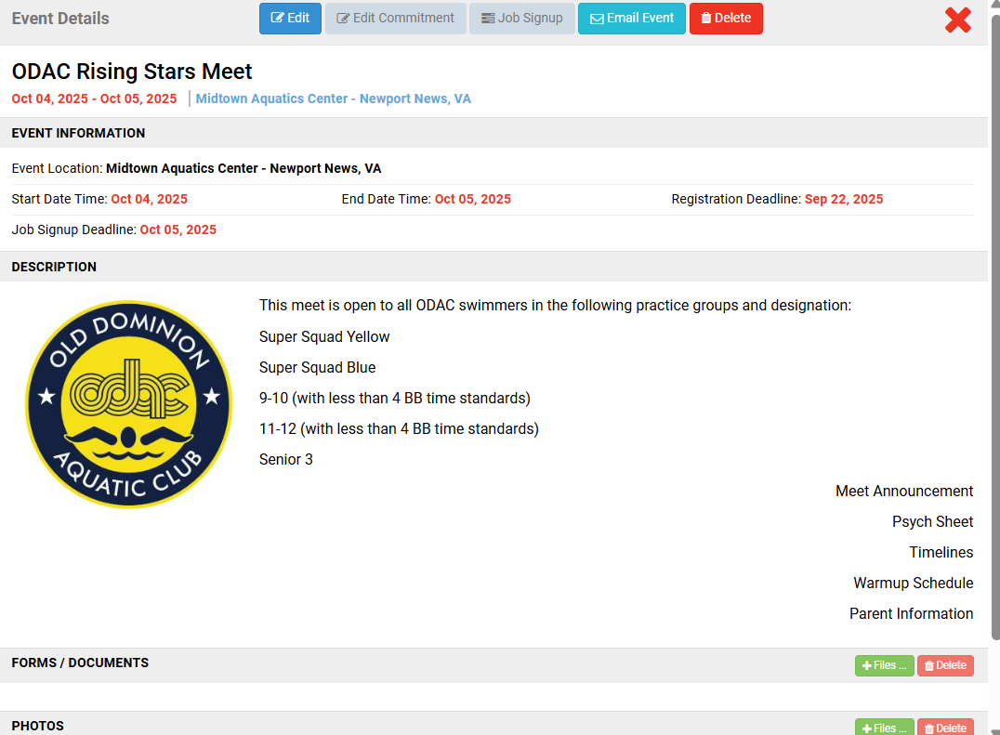 Event Details
Edit
Edit Commitment
Job Signup
Email Event
Delete
ODAC Rising Stars Meet
Oct 04, 2025 - Oct 05, 2025
Midtown Aquatics Center - Newport News, VA
EVENT INFORMATION
Event Location: Midtown Aquatics Center - Newport News, VA
Start Date Time: Oct 04, 2025
End Date Time: Oct 05, 2025
Registration Deadline: Sep 22, 2025
Job Signup Deadline: Oct 05, 2025
DESCRIPTION
OLD DOMINION
odac
AQUATIC CLUB
This meet is open to all ODAC swimmers in the following practice groups and designation:
Super Squad Yellow
Super Squad Blue
9-10 (with less than 4 BB time standards)
11-12 (with less than 4 BB time standards)
Senior 3
Meet Announcement
Psych Sheet
Timelines
Warmup Schedule
Parent Information
FORMS / DOCUMENTS
Files ...
Delete
PHOTOS
Files ...
Delete